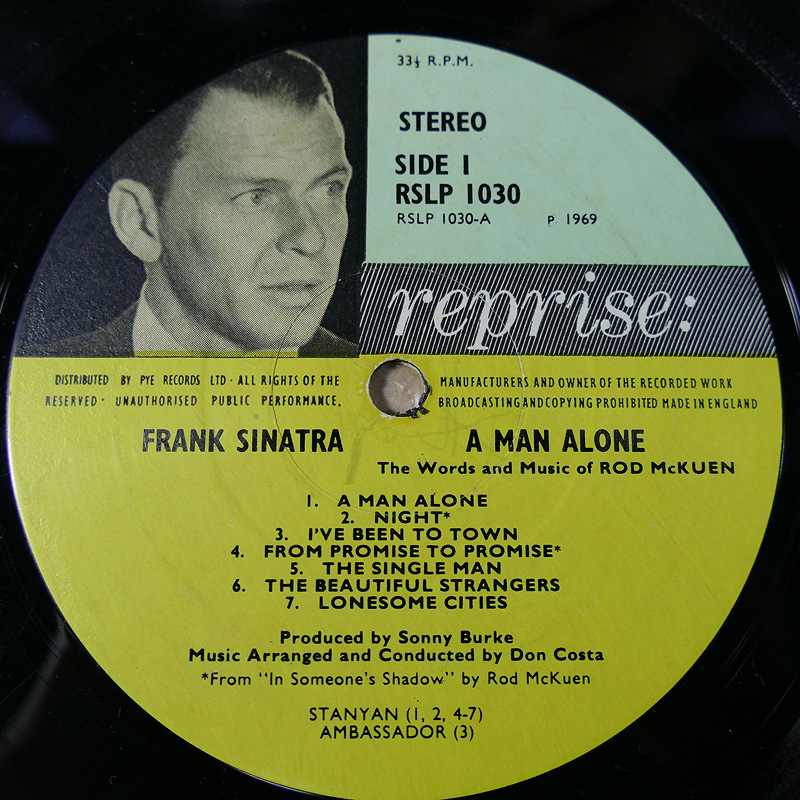 33⅓ R.P.M.
STEREO
SIDE 1
RSLP 1030
RSLP 1030-A P 1969
reprise:
DISTRIBUTED BY PYE RECORDS LTD · ALL RIGHTS OF THE MANUFACTURERS AND OWNER OF THE RECORDED WORK
RESERVED · UNAUTHORISED PUBLIC PERFORMANCE, BROADCASTING AND COPYING PROHIBITED MADE IN ENGLAND
FRANK SINATRA A MAN ALONE
The Words and Music of ROD McKUEN
1. A MAN ALONE
2. NIGHT*
3. I'VE BEEN TO TOWN
4. FROM PROMISE TO PROMISE*
5. THE SINGLE MAN
6. THE BEAUTIFUL STRANGERS
7. LONESOME CITIES
Produced by Sonny Burke
Music Arranged and Conducted by Don Costa
*From "In Someone's Shadow" by Rod McKuen
STANYAN (1, 2, 4-7)
AMBASSADOR (3)